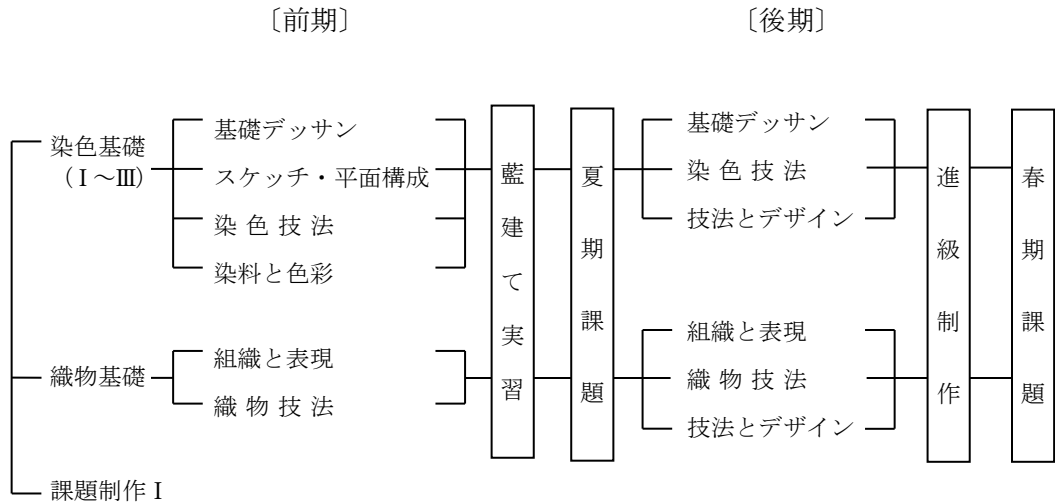 〔前期〕
〔後期〕
染色基礎
(Ⅰ～Ⅲ)
基礎デッサン
スケッチ・平面構成
染 色 技 法
染料と色彩
織物基礎
組織と表現
織 物 技 法
課題制作Ⅰ
藍建て実習
夏期課題
基礎デッサン
染 色 技 法
技法とデザイン
組織と表現
織 物 技 法
技法とデザイン
進級制作
春期課題